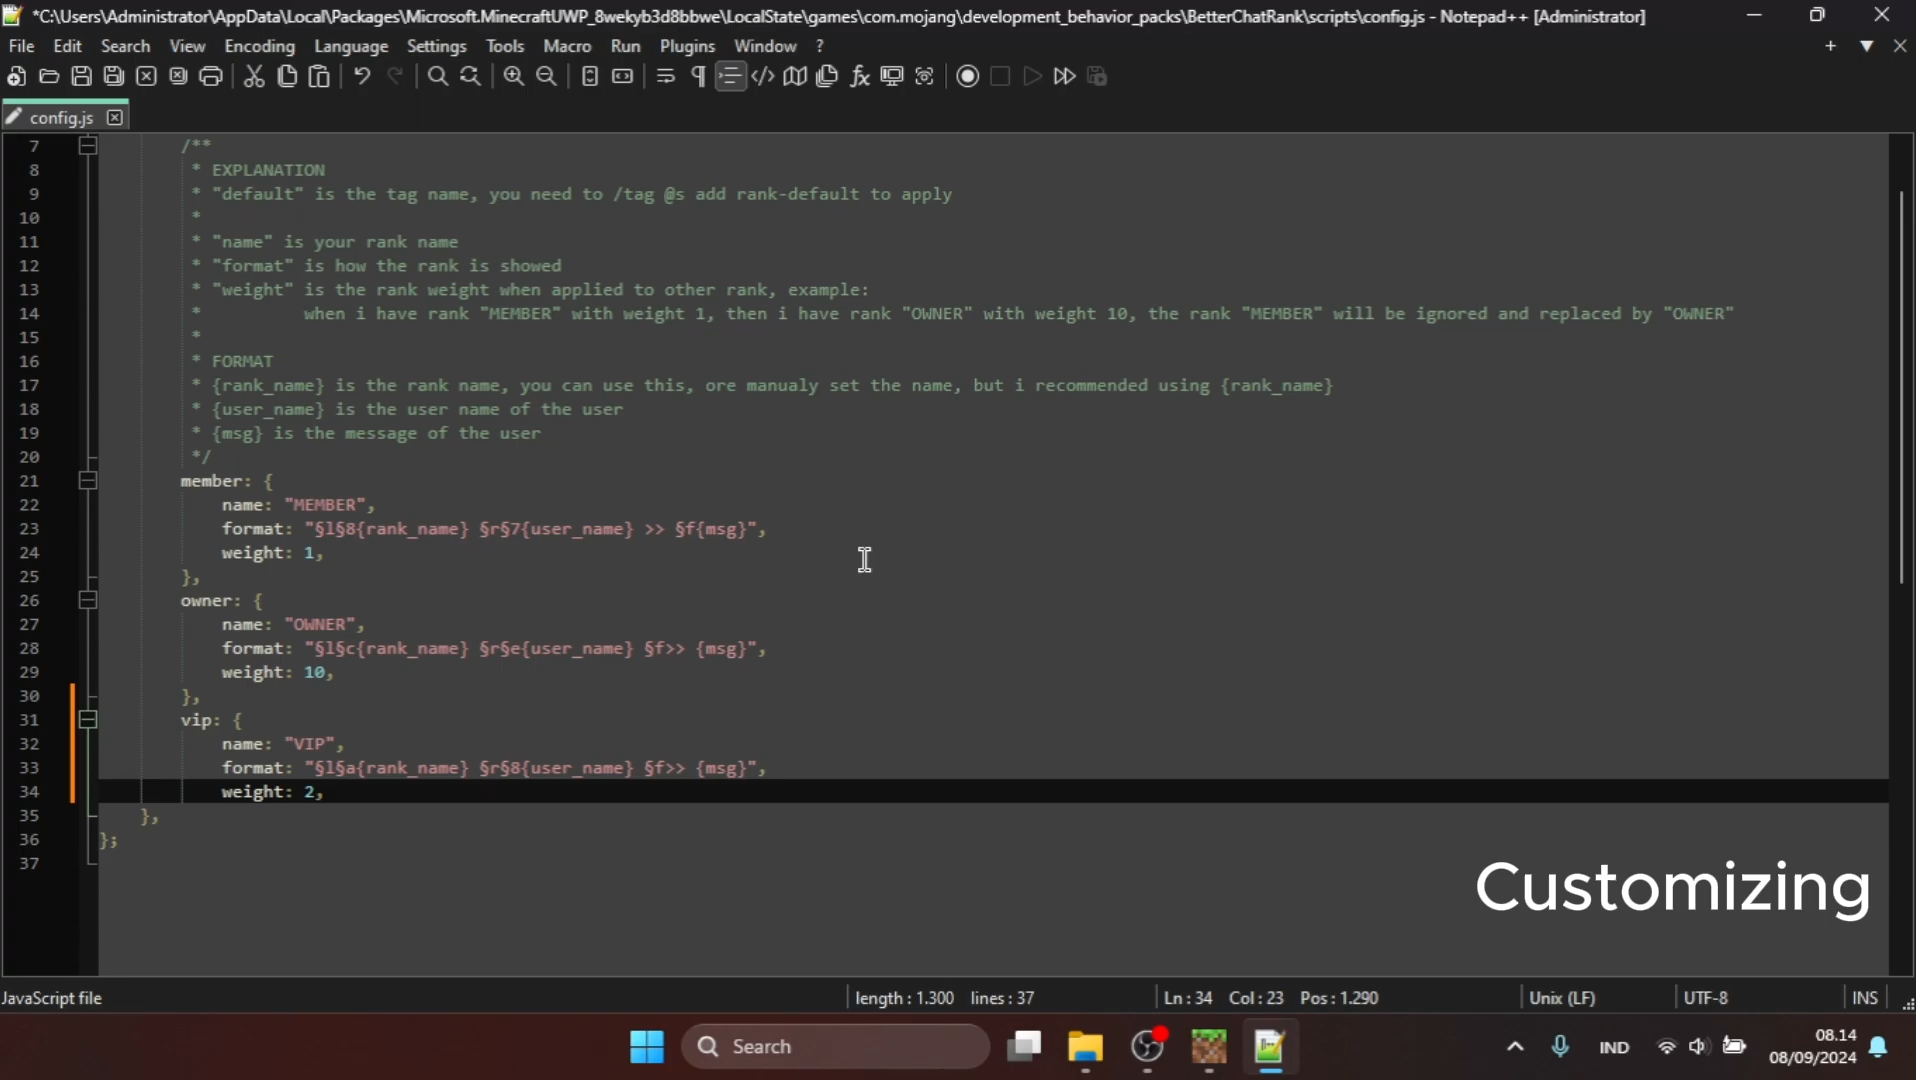 *C:\Users\Administrator\AppData\Local\Packages\Microsoft.MinecraftUWP_8wekyb3d8bbwe\LocalState\games\com.mojang\development_behavior_packs\BetterChatRank\scripts\config.js - Notepad++ [Administrator]
File Edit Search View Encoding Language Settings Tools Macro Run Plugins Window ?
config.js
7 /**
8 * EXPLANATION
9 * "default" is the tag name, you need to /tag @s add rank-default to apply
10 *
11 * "name" is your rank name
12 * "format" is how the rank is showed
13 * "weight" is the rank weight when applied to other rank, example:
14 * when i have rank "MEMBER" with weight 1, then i have rank "OWNER" with weight 10, the rank "MEMBER" will be ignored and replaced by "OWNER"
15 *
16 * FORMAT
17 * {rank_name} is the rank name, you can use this, ore manualy set the name, but i recommended using {rank_name}
18 * {user_name} is the user name of the user
19 * {msg} is the message of the user
20 */
21 member: {
22 name: "MEMBER",
23 format: "§l§8{rank_name} §r§7{user_name} >> §f{msg}",
24 weight: 1,
25 },
26 owner: {
27 name: "OWNER",
28 format: "§l§c{rank_name} §r§e{user_name} §f>> {msg}",
29 weight: 10,
30 },
31 vip: {
32 name: "VIP",
33 format: "§l§a{rank_name} §r§8{user_name} §f>> {msg}",
34 weight: 2,
35 },
36 };
37
Customizing
JavaScript file length : 1.300 lines : 37 Ln : 34 Col : 23 Pos : 1.290 Unix (LF) UTF-8 INS
Search IND 08.14
08/09/2024